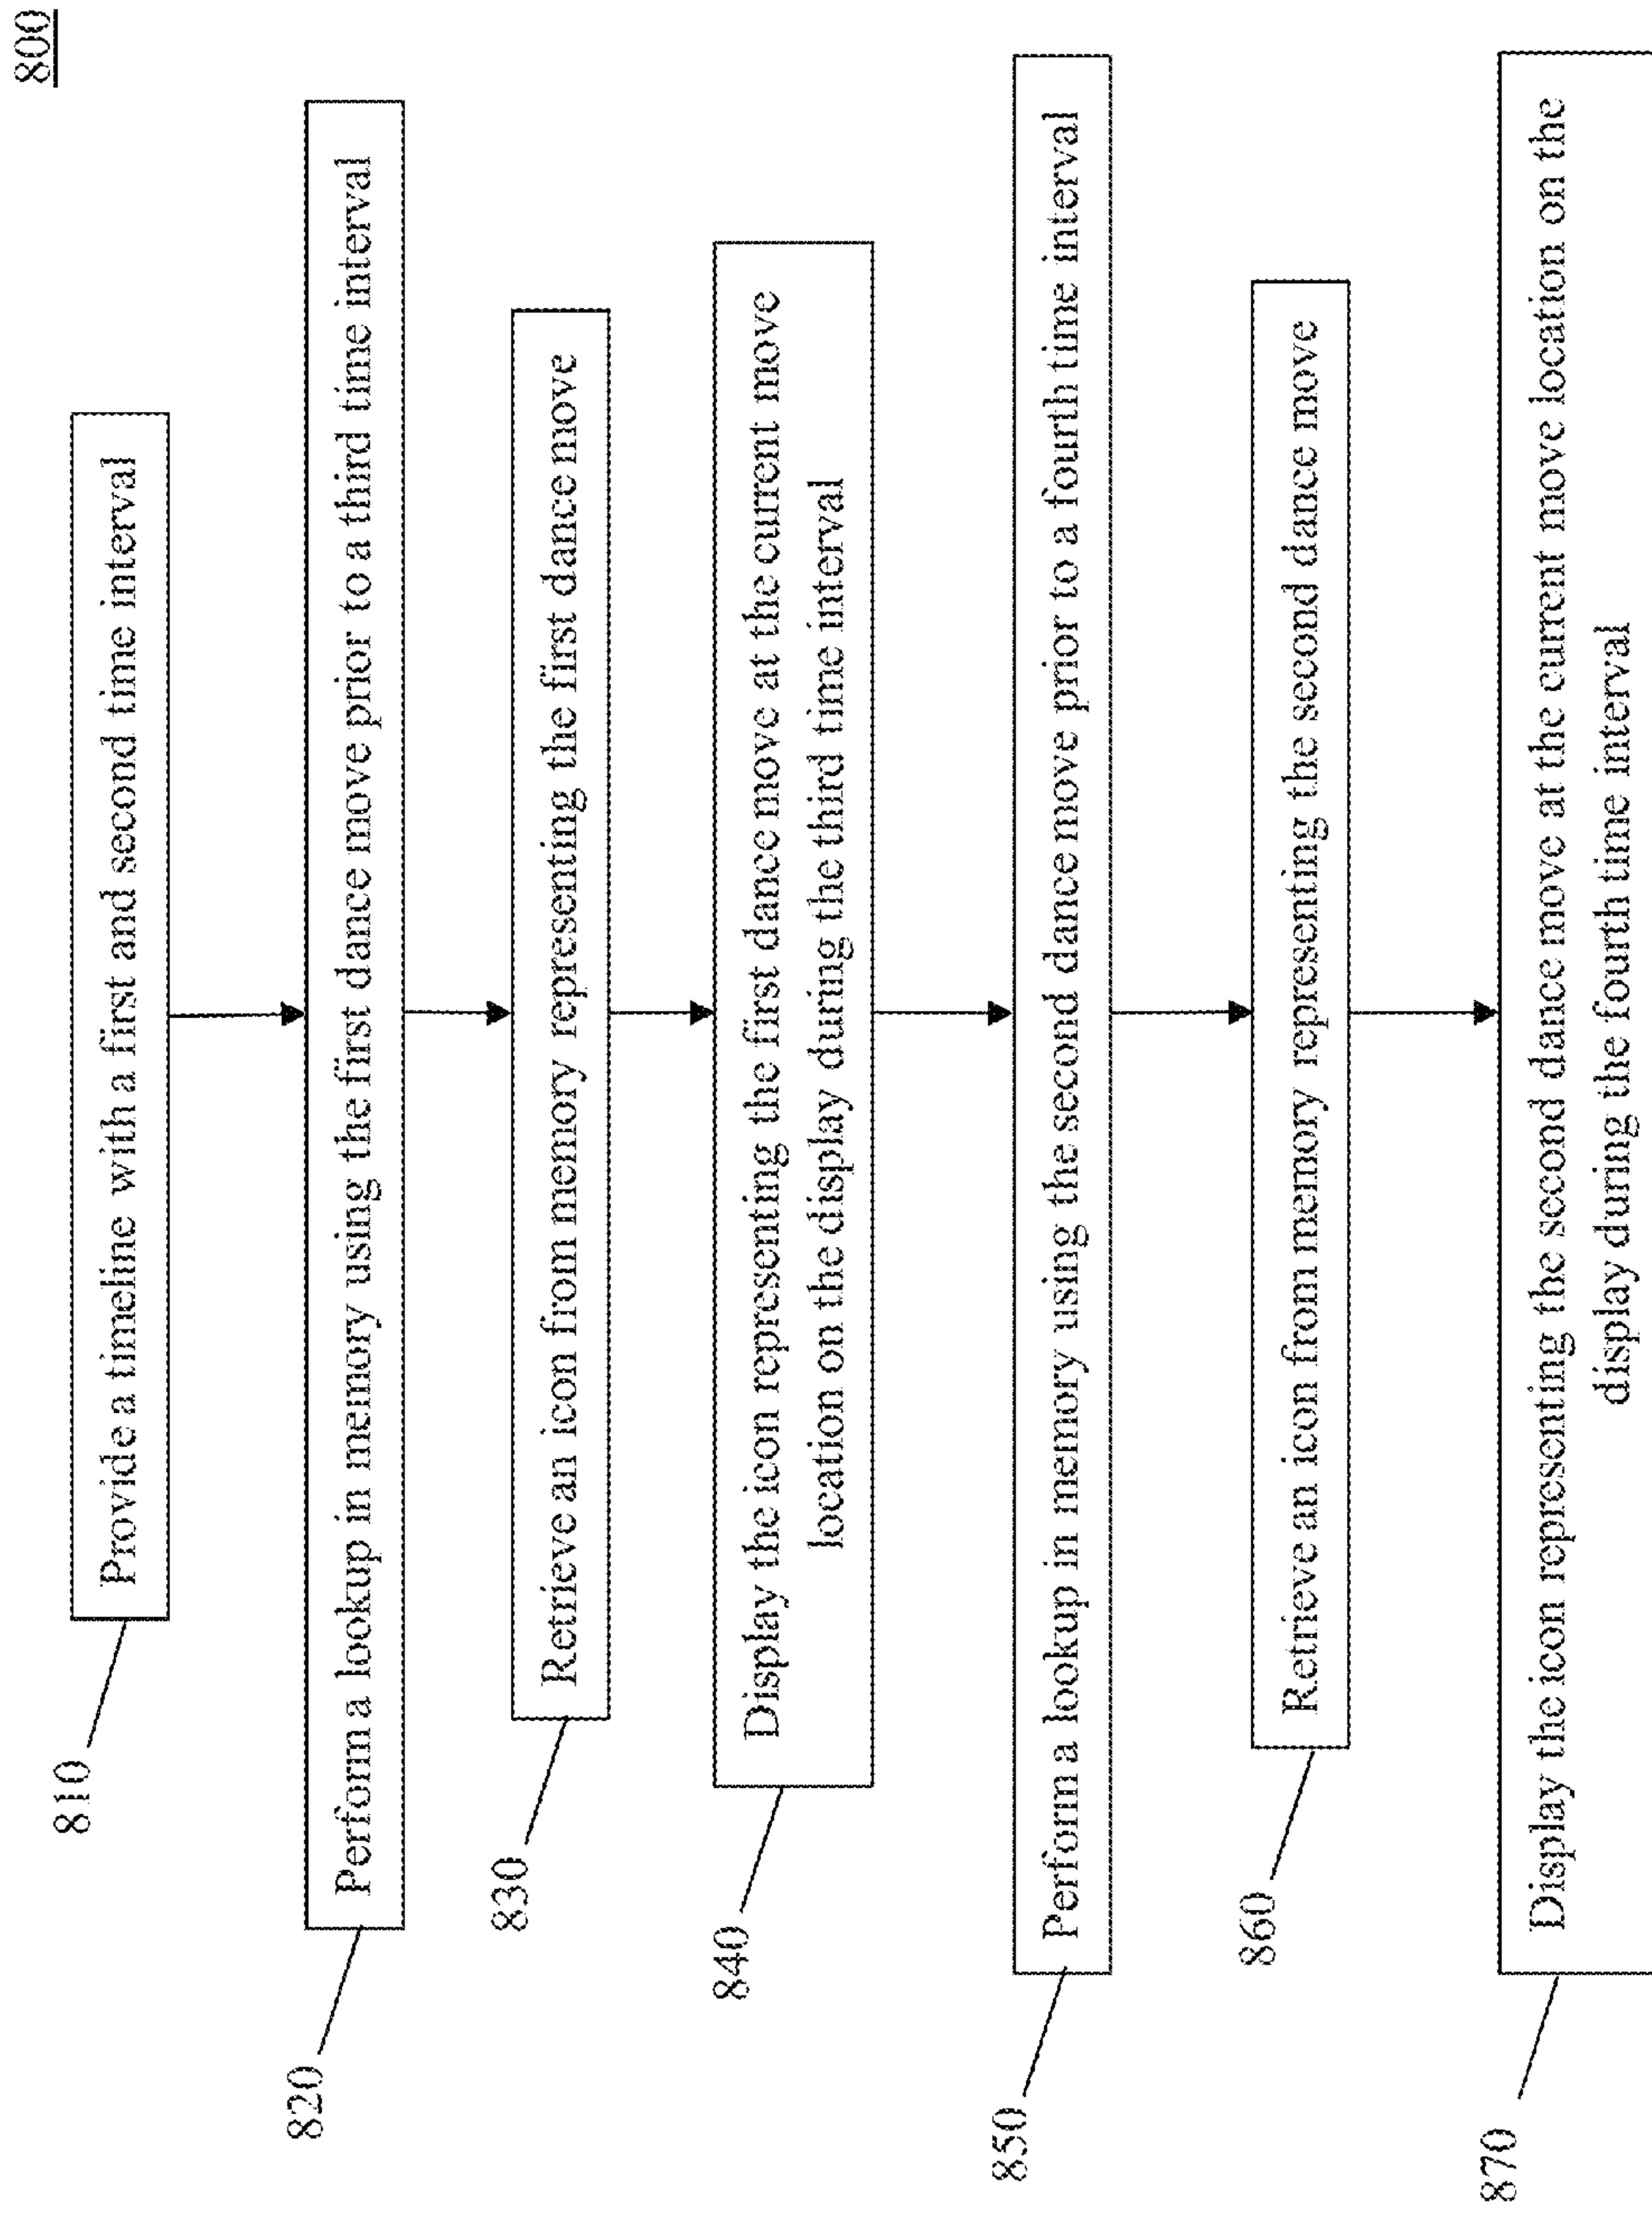 800
810
Provide a timeline with a first and second time interval
820
Perform a lookup in memory using the first dance move prior to a third time interval
830
Retrieve an icon from memory representing the first dance move
840
Display the icon representing the first dance move at the current move
location on the display during the third time interval
850
Perform a lookup in memory using the second dance move prior to a fourth time interval
860
Retrieve an icon from memory representing the second dance move
870
Display the icon representing the second dance move at the current move location on the
display during the fourth time interval